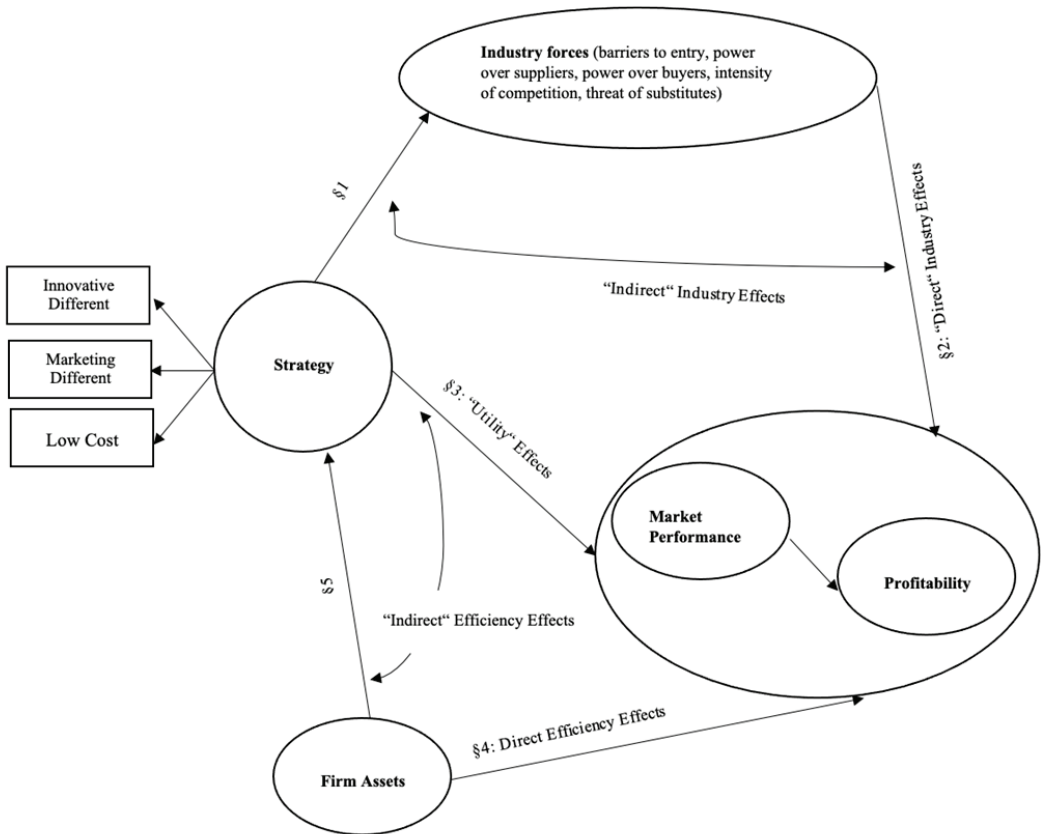 Industry forces (barriers to entry, power
over suppliers, power over buyers, intensity
of competition, threat of substitutes)
§1
§2: “Direct“ Industry Effects
“Indirect“ Industry Effects
Innovative
Different
Marketing
Different
Low Cost
Strategy
§3: “Utility“ Effects
Market
Performance
Profitability
§5
“Indirect“ Efficiency Effects
§4: Direct Efficiency Effects
Firm Assets